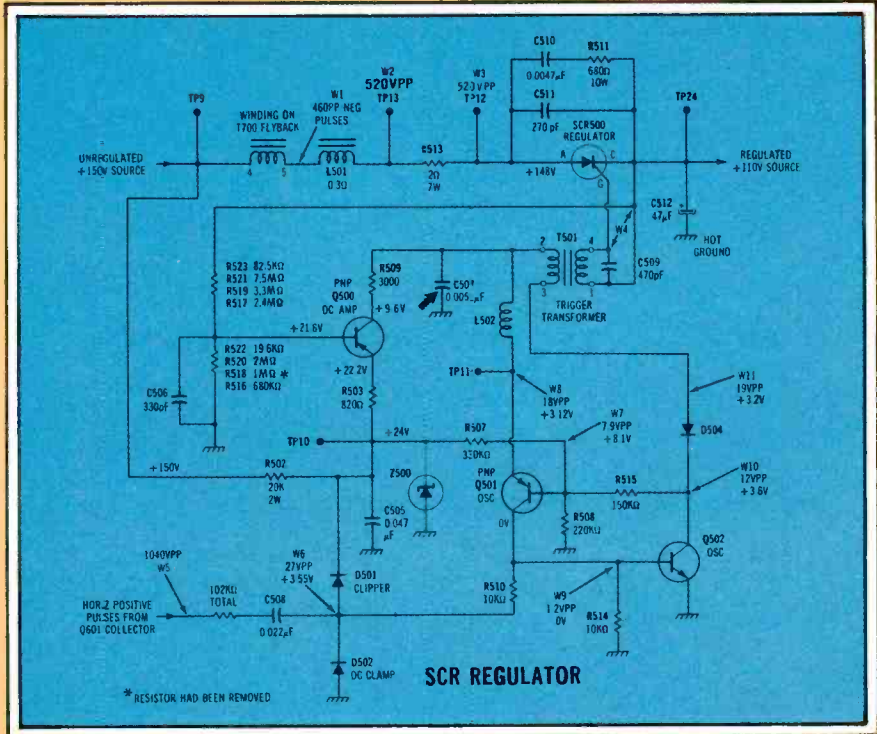 C510
0.0047µF
R511
680Ω
10W
W2
520VPP
TP13
W3
520VPP
TP12
C511
270 pF
TP9
W1
460PP NEG
PULSES
TP24
WINDING ON
T700 FLYBACK
SCR500
REGULATOR
UNREGULATED
+150V SOURCE
4
5
L501
0.3Ω
2Ω
7W
+148V
A
C
G
REGULATED
+110V SOURCE
C512
47µF
HOT
GROUND
W4
T501
2
4
3
1
C509
470pF
TRIGGER
TRANSFORMER
R523 82.5KΩ
R521 7.5MΩ
R519 3.3MΩ
R517 2.4MΩ
PNP
Q500
DC AMP
R509
3000
+9.6V
L502
+21.6V
R522 19.6KΩ
R520 2MΩ
R518 1MΩ *
R516 680KΩ
+22.2V
R503
820Ω
C506
330pF
TP11
W8
18VPP
+3.12V
W11
19VPP
+3.2V
W7
7.9VPP
+8.1V
D504
TP10
+24V
R507
330KΩ
+150V
R502
20K
2W
Z500
PNP
Q501
OSC
R515
150KΩ
W10
12VPP
+3.6V
0V
R508
220KΩ
C505
0.047
µF
Q502
OSC
1040VPP
W5
W6
27VPP
+3.55V
D501
CLIPPER
HORIZ POSITIVE
PULSES FROM
Q601 COLLECTOR
102KΩ
TOTAL
C508
0.022µF
R510
10KΩ
W9
1.2VPP
0V
R514
10KΩ
D502
DC CLAMP
SCR REGULATOR
* RESISTOR HAD BEEN REMOVED